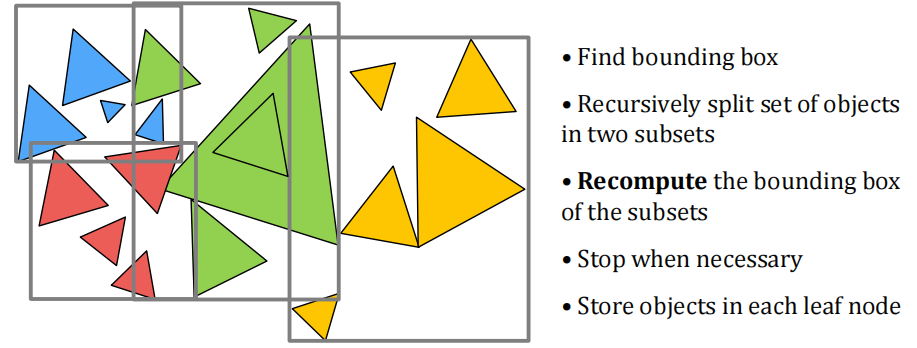 • Find bounding box
• Recursively split set of objects
in two subsets
• Recompute the bounding box
of the subsets
• Stop when necessary
• Store objects in each leaf node